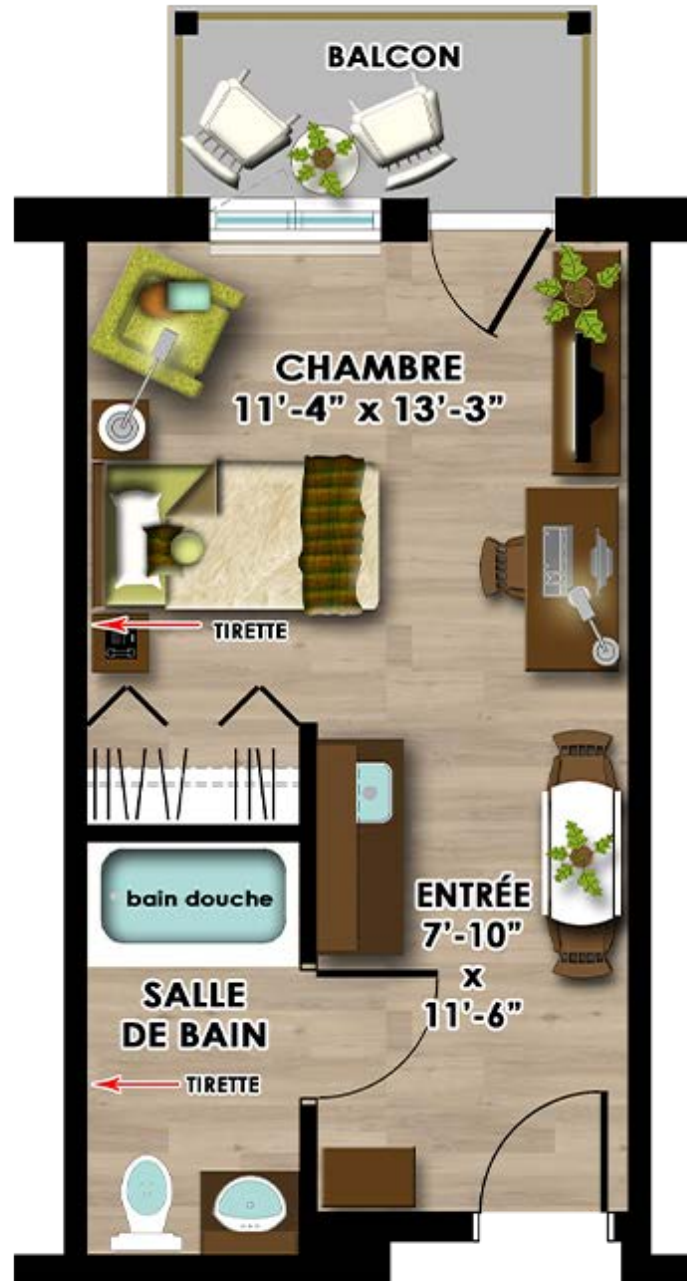 BALCON
CHAMBRE
11'-4" x 13'-3"
TIRETTE
bain douche
ENTRÉE
7'-10"
x
11'-6"
SALLE
DE BAIN
TIRETTE